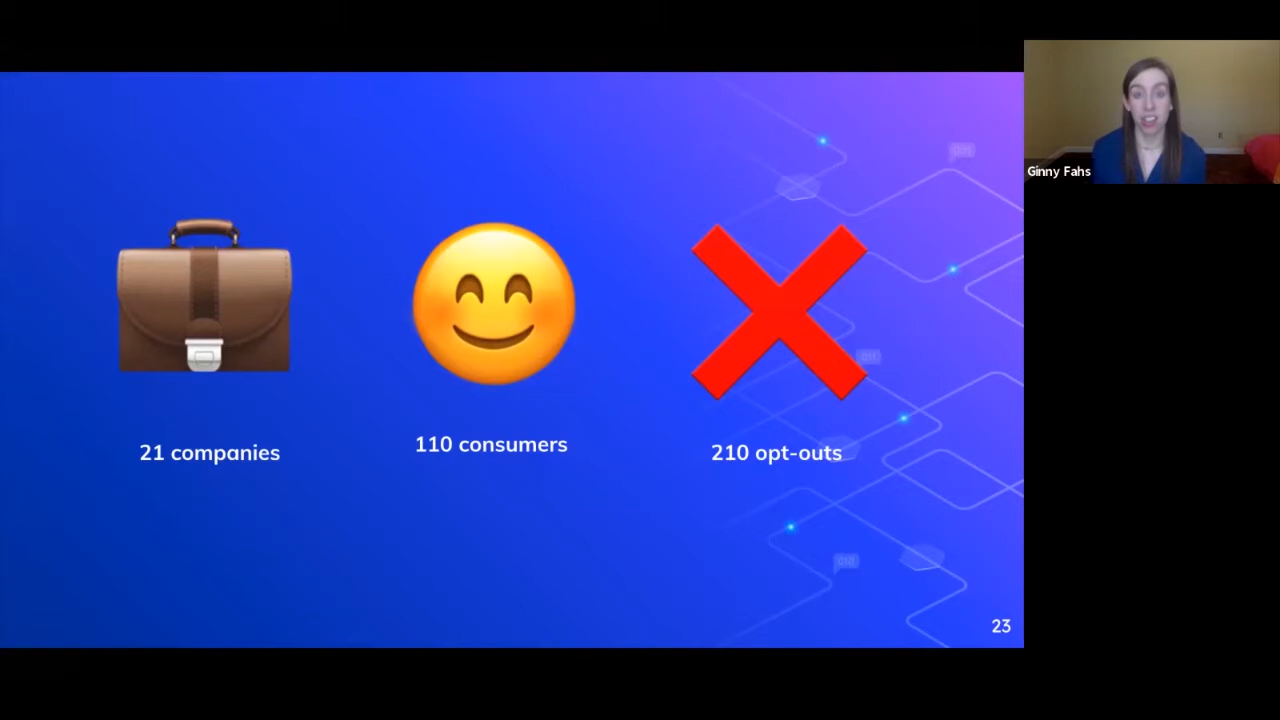 Ginny Fahs
21 companies
110 consumers
210 opt-outs
23